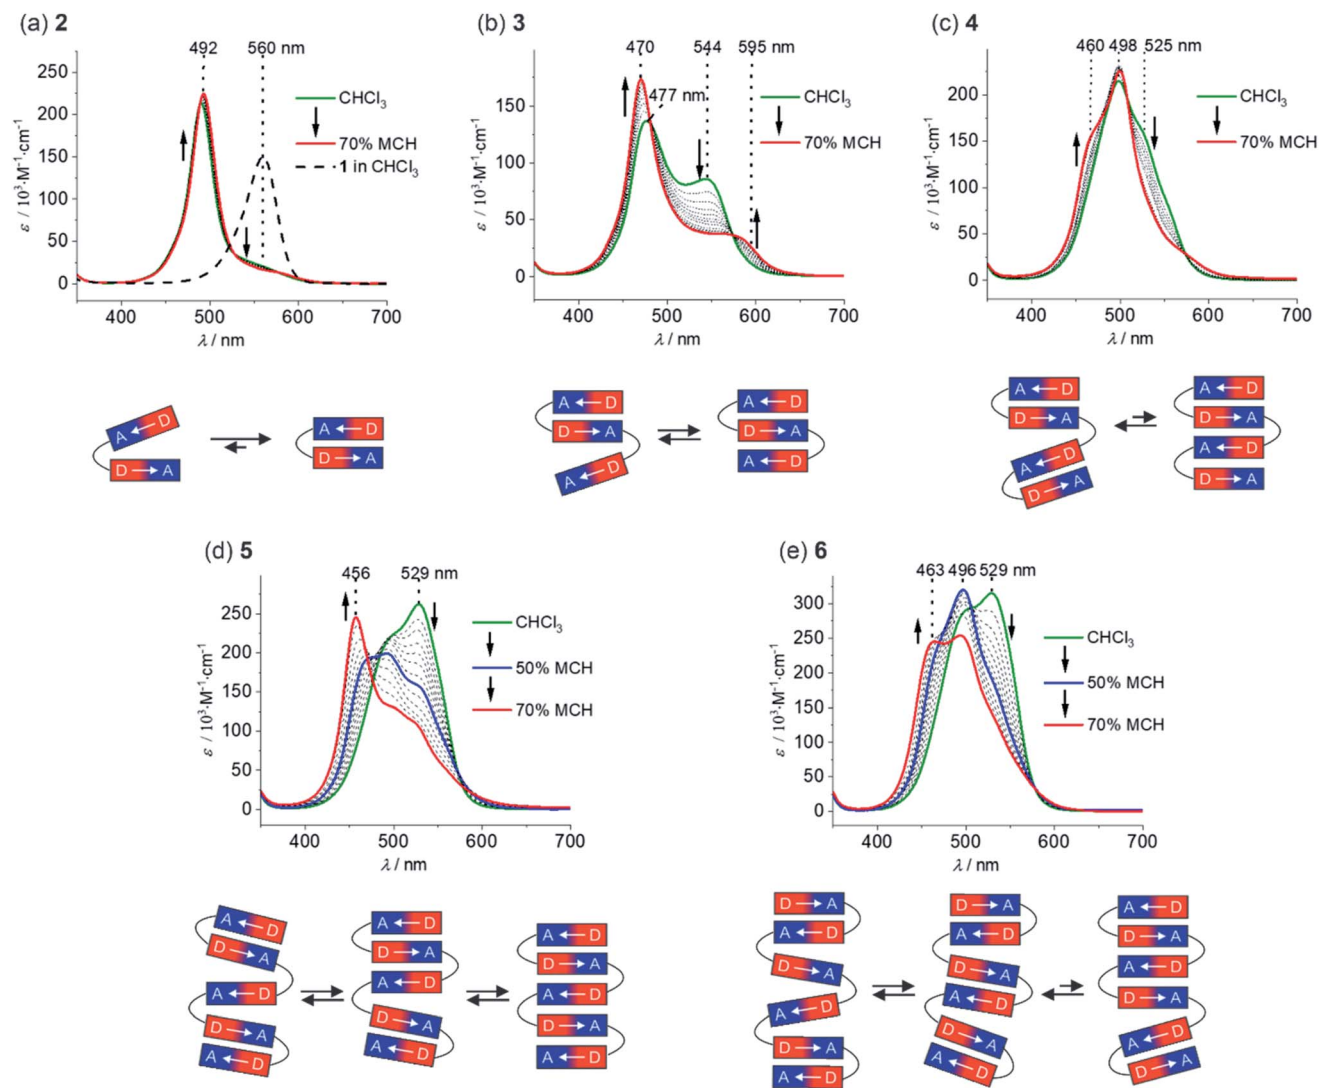 (a) 2
492 560 nm
250
200
150
100
50
0
ε / 10³·M⁻¹·cm⁻¹
CHCl₃
70% MCH
1 in CHCl₃
400 500 600 700
λ / nm
A ← D
D → A
A ← D
D → A
(b) 3
470 544 595 nm
477 nm
150
100
50
0
ε / 10³·M⁻¹·cm⁻¹
CHCl₃
70% MCH
400 500 600 700
λ / nm
A ← D
D → A
A ← D
A ← D
D → A
A ← D
(c) 4
460 498 525 nm
200
150
100
50
0
ε / 10³·M⁻¹·cm⁻¹
CHCl₃
70% MCH
400 500 600 700
λ / nm
A ← D
D → A
A ← D
D → A
A ← D
D → A
A ← D
D → A
(d) 5
456 529 nm
250
200
150
100
50
0
ε / 10³·M⁻¹·cm⁻¹
CHCl₃
50% MCH
70% MCH
400 500 600 700
λ / nm
A ← D
D → A
A ← D
D → A
A ← D
A ← D
D → A
A ← D
D → A
A ← D
A ← D
D → A
A ← D
D → A
A ← D
(e) 6
463 496 529 nm
300
250
200
150
100
50
0
ε / 10³·M⁻¹·cm⁻¹
CHCl₃
50% MCH
70% MCH
400 500 600 700
λ / nm
D → A
A ← D
D → A
A ← D
D → A
A ← D
D → A
A ← D
D → A
A ← D
D → A
A ← D
A ← D
D → A
A ← D
D → A
A ← D
D → A